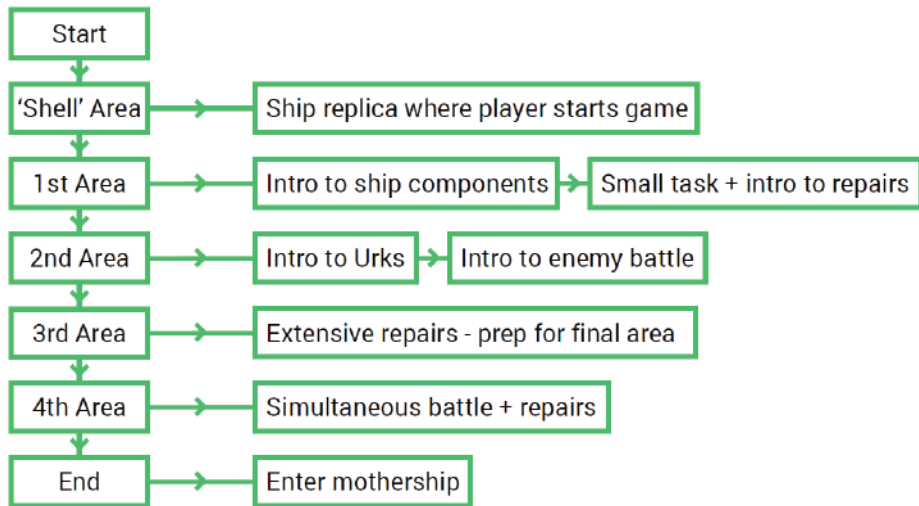 Start
‘Shell’ Area
Ship replica where player starts game
1st Area
Intro to ship components
Small task + intro to repairs
2nd Area
Intro to Urks
Intro to enemy battle
3rd Area
Extensive repairs - prep for final area
4th Area
Simultaneous battle + repairs
End
Enter mothership